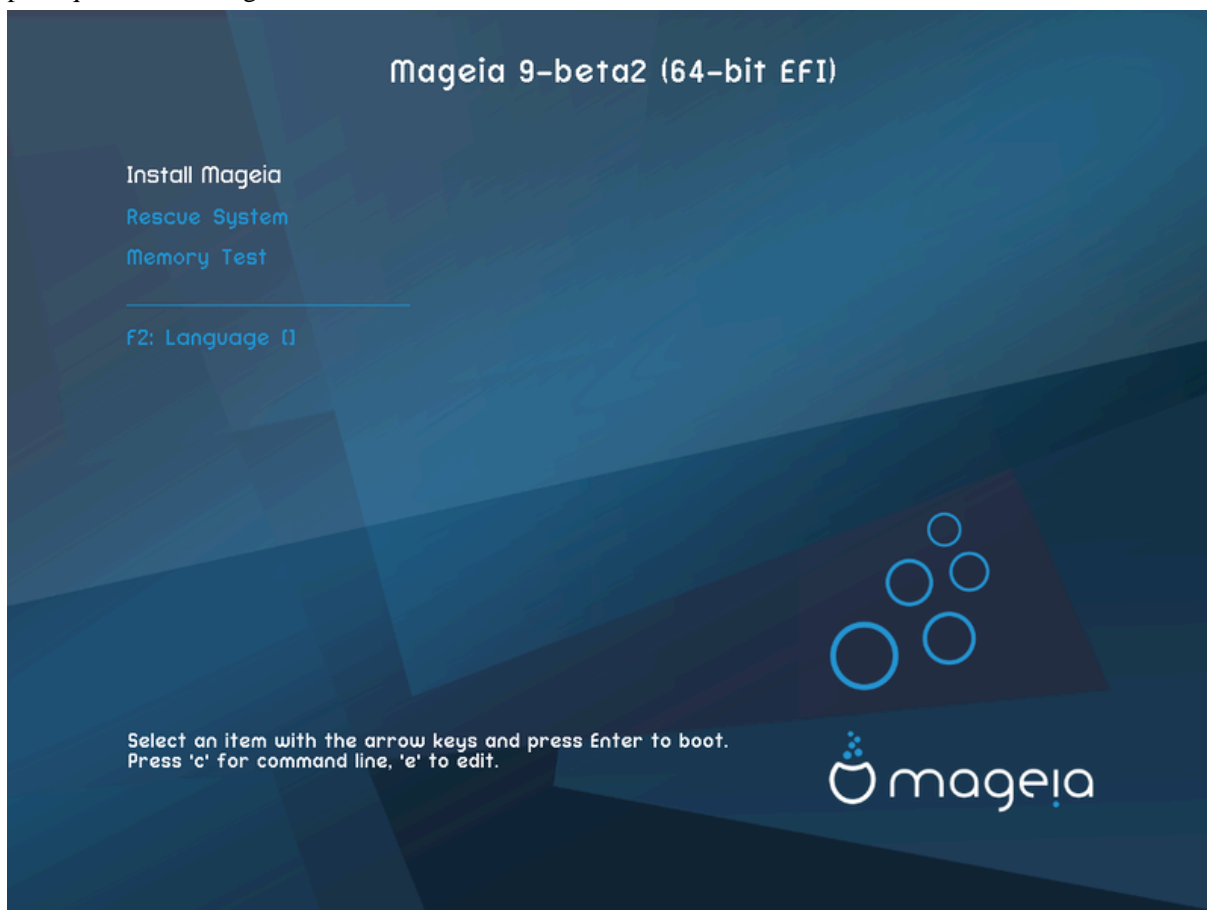 Mageia 9-beta2 (64-bit EFI)
Install Mageia
Rescue System
Memory Test
F2: Language []
Select an item with the arrow keys and press Enter to boot.
Press 'c' for command line, 'e' to edit.
mageia